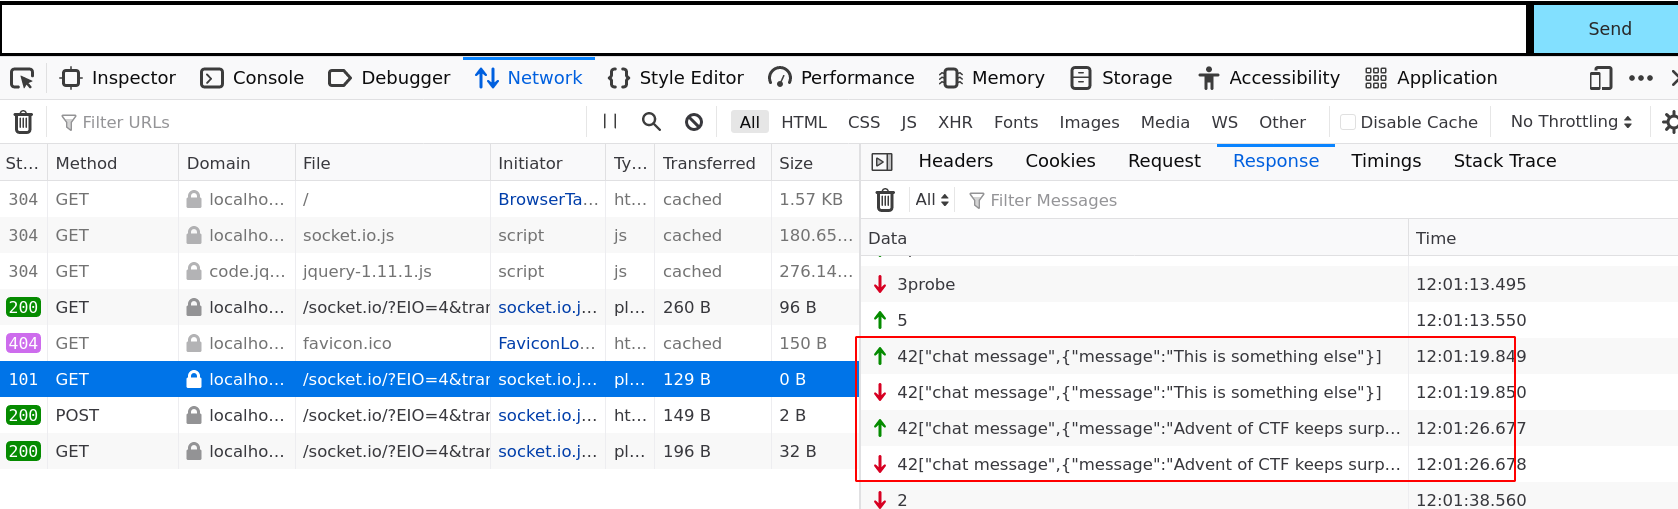 Send
Inspector Console Debugger Network Style Editor Performance Memory Storage Accessibility Application
Filter URLs All HTML CSS JS XHR Fonts Images Media WS Other Disable Cache No Throttling
St... Method Domain File Initiator Ty... Transferred Size
304 GET localho... / BrowserTa... ht... cached 1.57 KB
304 GET localho... socket.io.js script js cached 180.65...
304 GET code.jq... jquery-1.11.1.js script js cached 276.14...
200 GET localho... /socket.io/?EIO=4&tran socket.io.j... pl... 260 B 96 B
404 GET localho... favicon.ico FaviconLo... ht... cached 150 B
101 GET localho... /socket.io/?EIO=4&tran socket.io.j... pl... 129 B 0 B
200 POST localho... /socket.io/?EIO=4&tran socket.io.j... ht... 149 B 2 B
200 GET localho... /socket.io/?EIO=4&tran socket.io.j... pl... 196 B 32 B
Headers Cookies Request Response Timings Stack Trace
All Filter Messages
Data Time
3probe 12:01:13.495
5 12:01:13.550
42["chat message",{"message":"This is something else"}] 12:01:19.849
42["chat message",{"message":"This is something else"}] 12:01:19.850
42["chat message",{"message":"Advent of CTF keeps surp... 12:01:26.677
42["chat message",{"message":"Advent of CTF keeps surp... 12:01:26.678
2 12:01:38.560